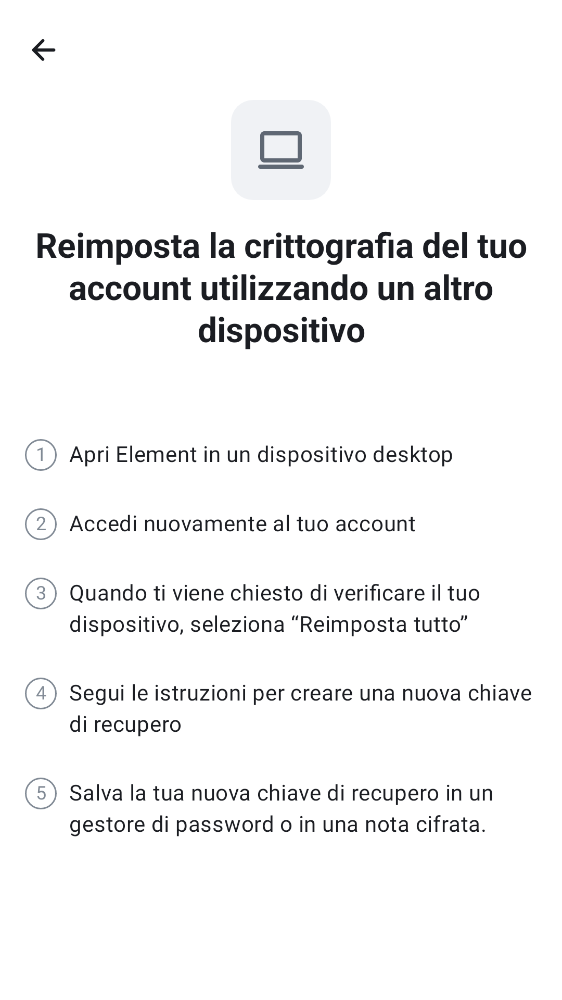 Reimposta la crittografia del tuo
account utilizzando un altro
dispositivo
1 Apri Element in un dispositivo desktop
2 Accedi nuovamente al tuo account
3 Quando ti viene chiesto di verificare il tuo
dispositivo, seleziona “Reimposta tutto”
4 Segui le istruzioni per creare una nuova chiave
di recupero
5 Salva la tua nuova chiave di recupero in un
gestore di password o in una nota cifrata.